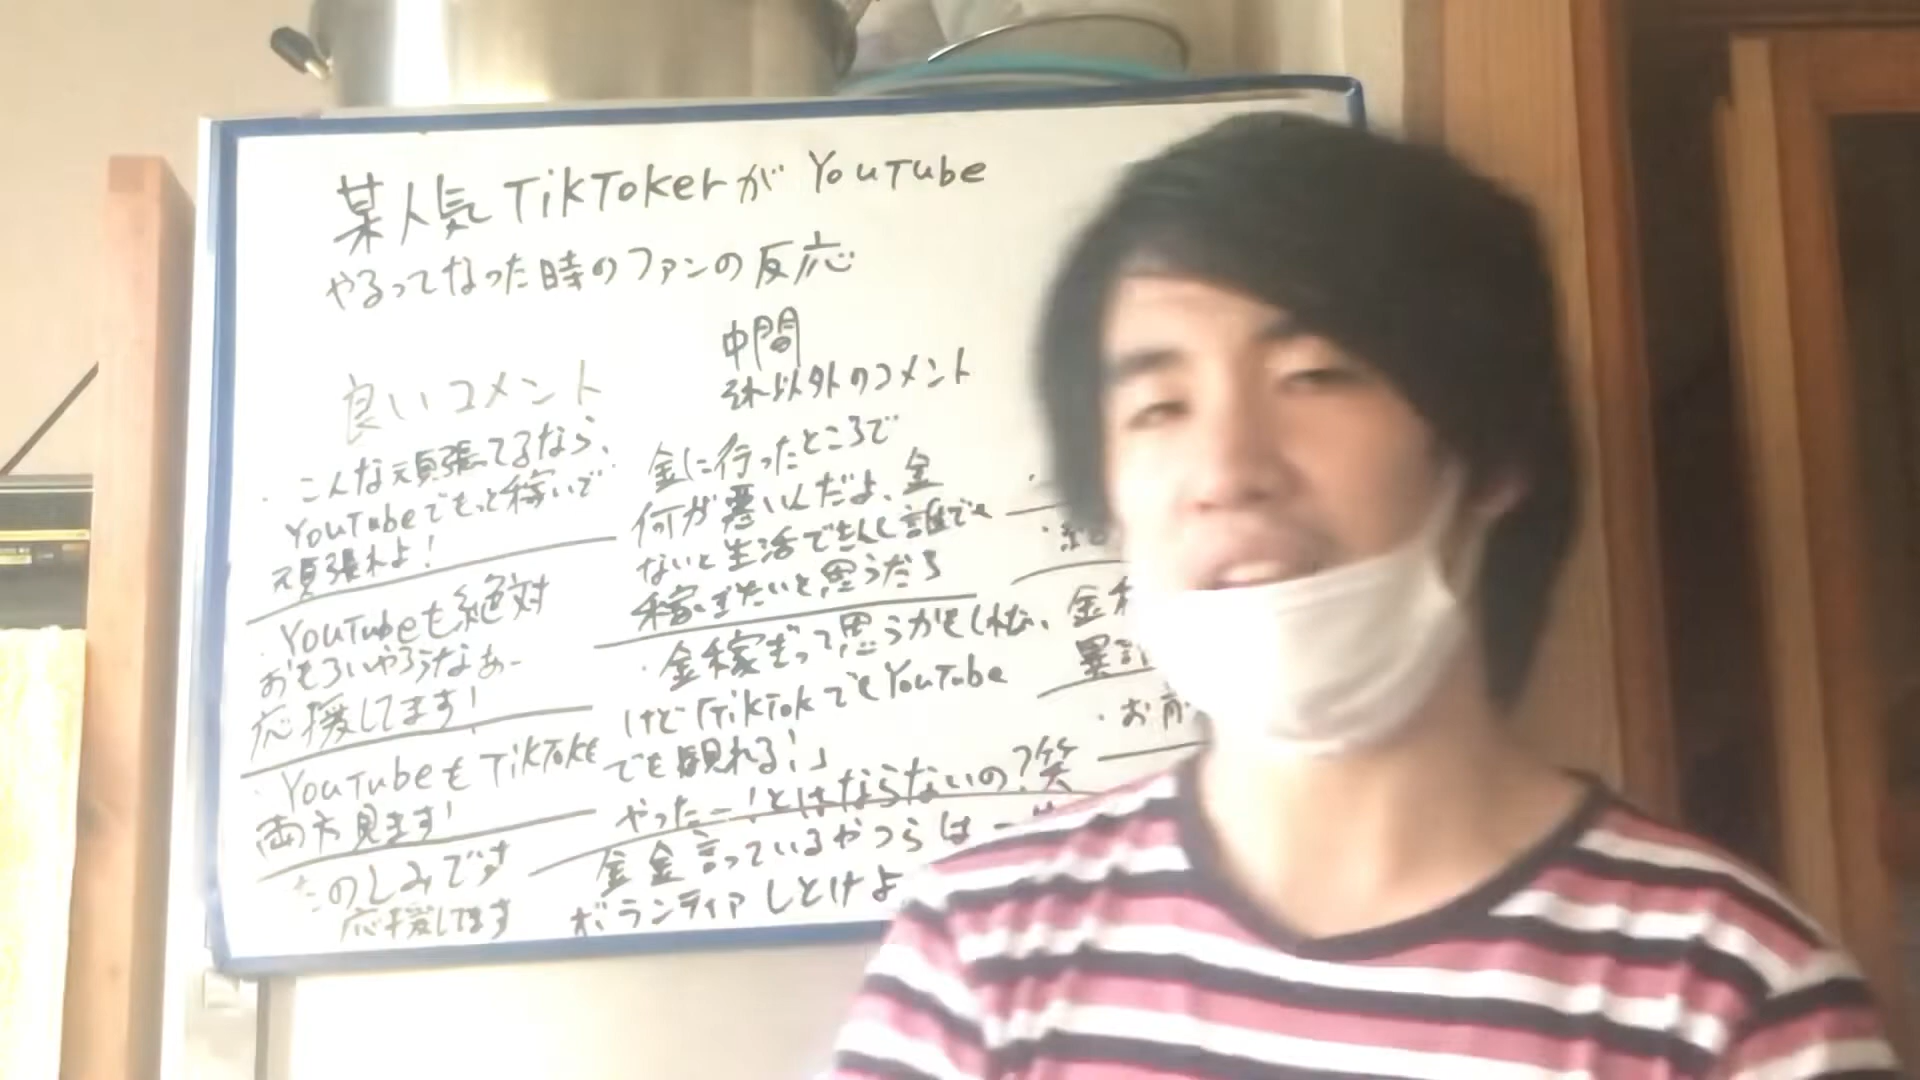 某人気TikTokerがYouTube
やるってなった時のファンの反応
良いコメント
・こんな頑張ってるなら、
YouTubeでもっと稼いで
頑張れよ!
・YouTubeも絶対
おもろいやろうなぁー
応援してます!
・YouTubeもTikTokも
両方見ます!
たのしみです
応援してます
中間
それ以外のコメント
金に行ったところで
何が悪いんだよ、金
ないと生活できんし誰でも
稼ぎたいと思うだろ
・金稼ぎって思うかもしれない、
けど「TikTokでもYouTube
でも観れる!」
やったー!とはならないの?笑
金金言っているやつらは一
ボランティアしとけよ
金稼
累計
・お前